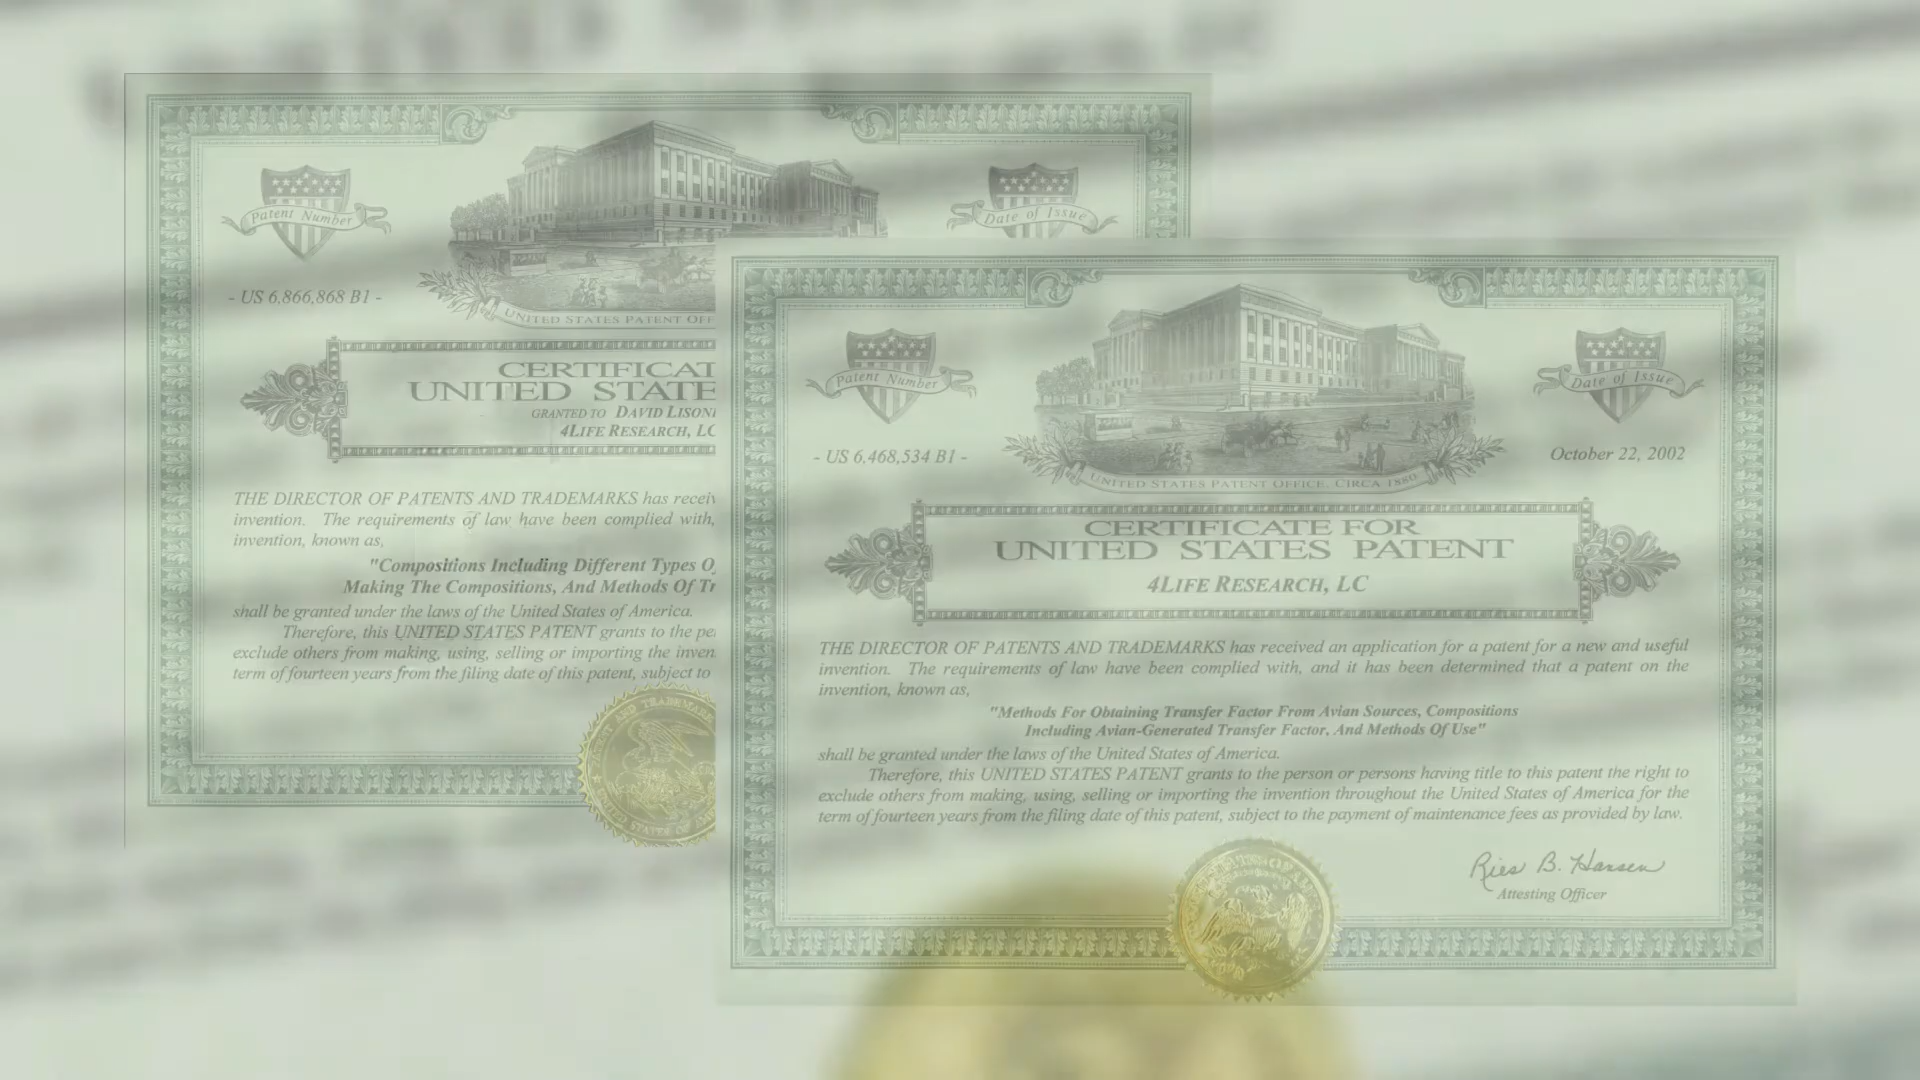 Patent Number
Date of Issue
- US 6,866,868 B1 -
UNITED STATES PATENT OFF
CERTIFICAT
UNITED STATE
GRANTED TO DAVID LISON
4LIFE RESEARCH, LC
THE DIRECTOR OF PATENTS AND TRADEMARKS has receiv
invention. The requirements of law have been complied with,
invention, known as,
"Compositions Including Different Types O
Making The Compositions, And Methods Of Tr
shall be granted under the laws of the United States of America.
Therefore, this UNITED STATES PATENT grants to the pe
exclude others from making, using, selling or importing the inven
term of fourteen years from the filing date of this patent, subject to
Patent Number
Date of Issue
- US 6,468,534 B1 -
October 22, 2002
UNITED STATES PATENT OFFICE, CIRCA 1880
CERTIFICATE FOR
UNITED STATES PATENT
4LIFE RESEARCH, LC
THE DIRECTOR OF PATENTS AND TRADEMARKS has received an application for a patent for a new and useful
invention. The requirements of law have been complied with, and it has been determined that a patent on the
invention, known as,
"Methods For Obtaining Transfer Factor From Avian Sources, Compositions
Including Avian-Generated Transfer Factor, And Methods Of Use"
shall be granted under the laws of the United States of America.
Therefore, this UNITED STATES PATENT grants to the person or persons having title to this patent the right to
exclude others from making, using, selling or importing the invention throughout the United States of America for the
term of fourteen years from the filing date of this patent, subject to the payment of maintenance fees as provided by law.
Ries B. Hansen
Attesting Officer